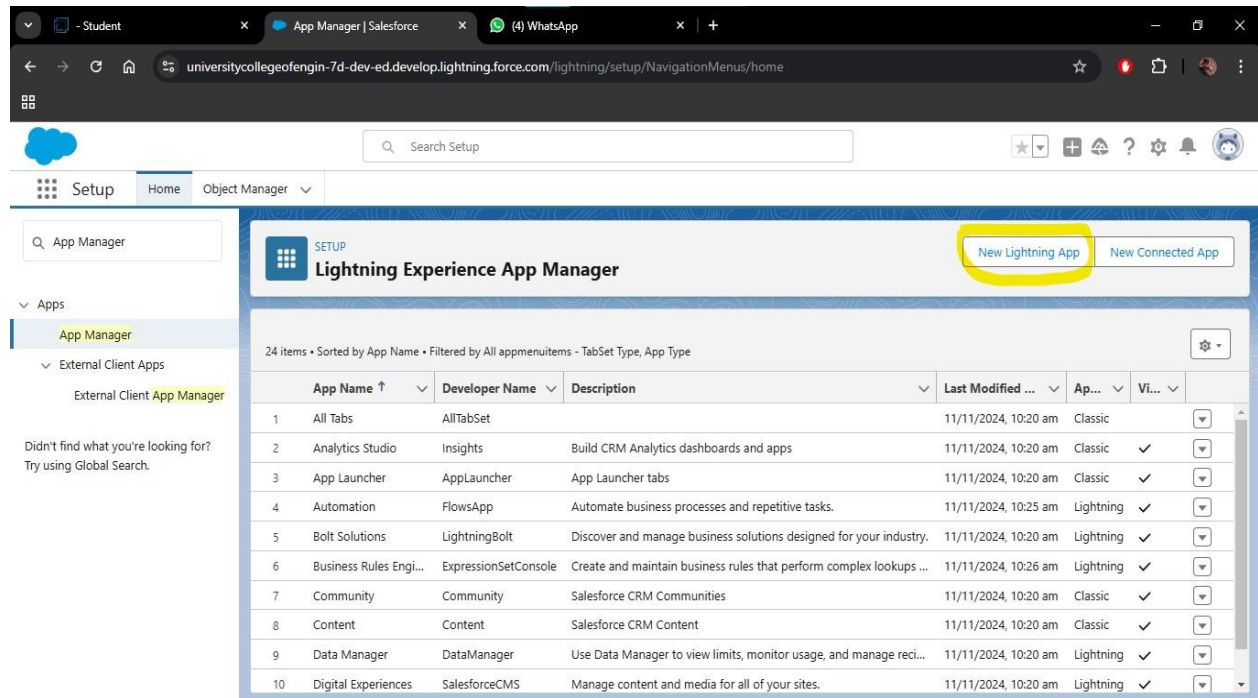 - Student
App Manager | Salesforce
(4) WhatsApp
universitycollegeofengin-7d-dev-ed.develop.lightning.force.com/lightning/setup/NavigationMenus/home
Search Setup
Setup Home Object Manager
App Manager
Apps
App Manager
External Client Apps
External Client App Manager
Didn't find what you're looking for?
Try using Global Search.
SETUP
Lightning Experience App Manager
New Lightning App New Connected App
24 items • Sorted by App Name • Filtered by All appmenuitems - TabSet Type, App Type
App Name ↑ Developer Name Description Last Modified ... Ap... Vi...
1 All Tabs AllTabSet 11/11/2024, 10:20 am Classic
2 Analytics Studio Insights Build CRM Analytics dashboards and apps 11/11/2024, 10:20 am Classic ✓
3 App Launcher AppLauncher App Launcher tabs 11/11/2024, 10:20 am Classic ✓
4 Automation FlowsApp Automate business processes and repetitive tasks. 11/11/2024, 10:25 am Lightning ✓
5 Bolt Solutions LightningBolt Discover and manage business solutions designed for your industry. 11/11/2024, 10:20 am Lightning ✓
6 Business Rules Engi... ExpressionSetConsole Create and maintain business rules that perform complex lookups ... 11/11/2024, 10:26 am Lightning ✓
7 Community Community Salesforce CRM Communities 11/11/2024, 10:20 am Classic ✓
8 Content Content Salesforce CRM Content 11/11/2024, 10:20 am Classic ✓
9 Data Manager DataManager Use Data Manager to view limits, monitor usage, and manage reci... 11/11/2024, 10:20 am Lightning ✓
10 Digital Experiences SalesforceCMS Manage content and media for all of your sites. 11/11/2024, 10:20 am Lightning ✓